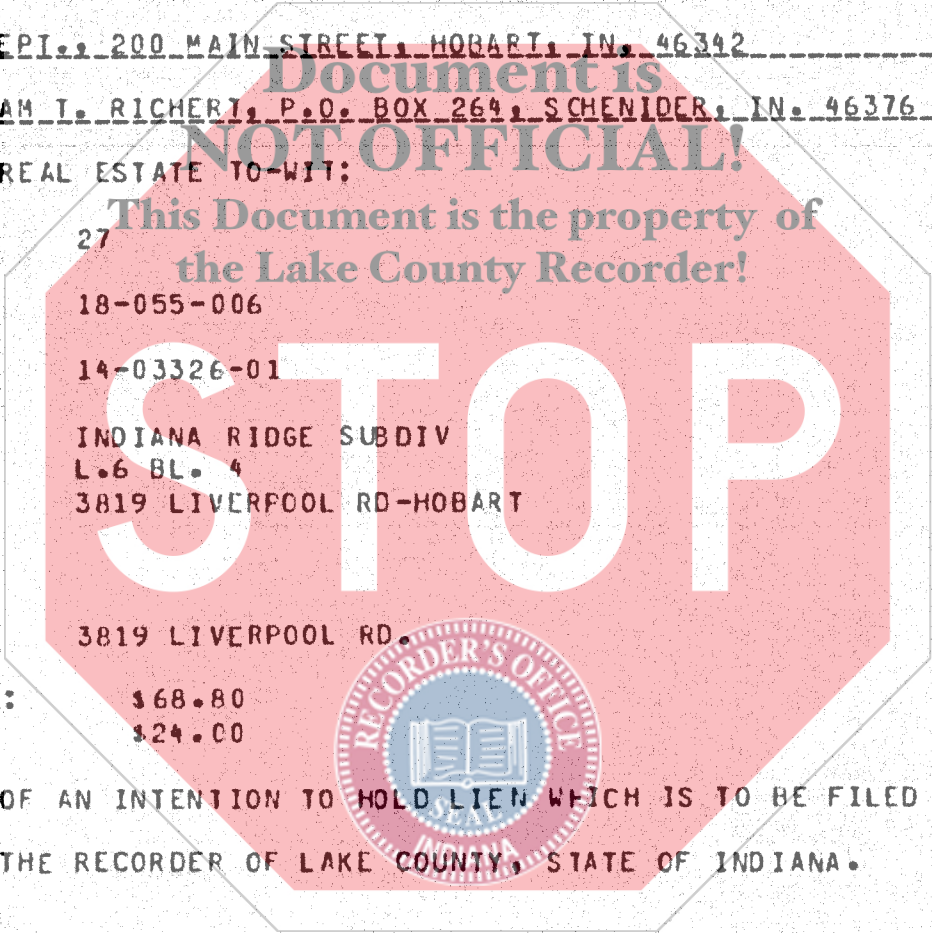 EPT., 200 MAIN STREET, HOBART, IN. 46342
Document is
AM T. RICHERT, P.O. BOX 264, SCHENIDER, IN. 46376
NOT OFFICIAL!
REAL ESTATE TO-WIT:
This Document is the property of
27
the Lake County Recorder!
18-055-006
STOP
14-03326-01
INDIANA RIDGE SUBDIV
L.6 BL. 4
3819 LIVERPOOL RD-HOBART
3819 LIVERPOOL RD.
RECORDER'S OFFICE
: $68.80
$24.00
OF AN INTENTION TO HOLD LIEN WHICH IS TO BE FILED
SEAL
INDIANA
THE RECORDER OF LAKE COUNTY, STATE OF INDIANA.